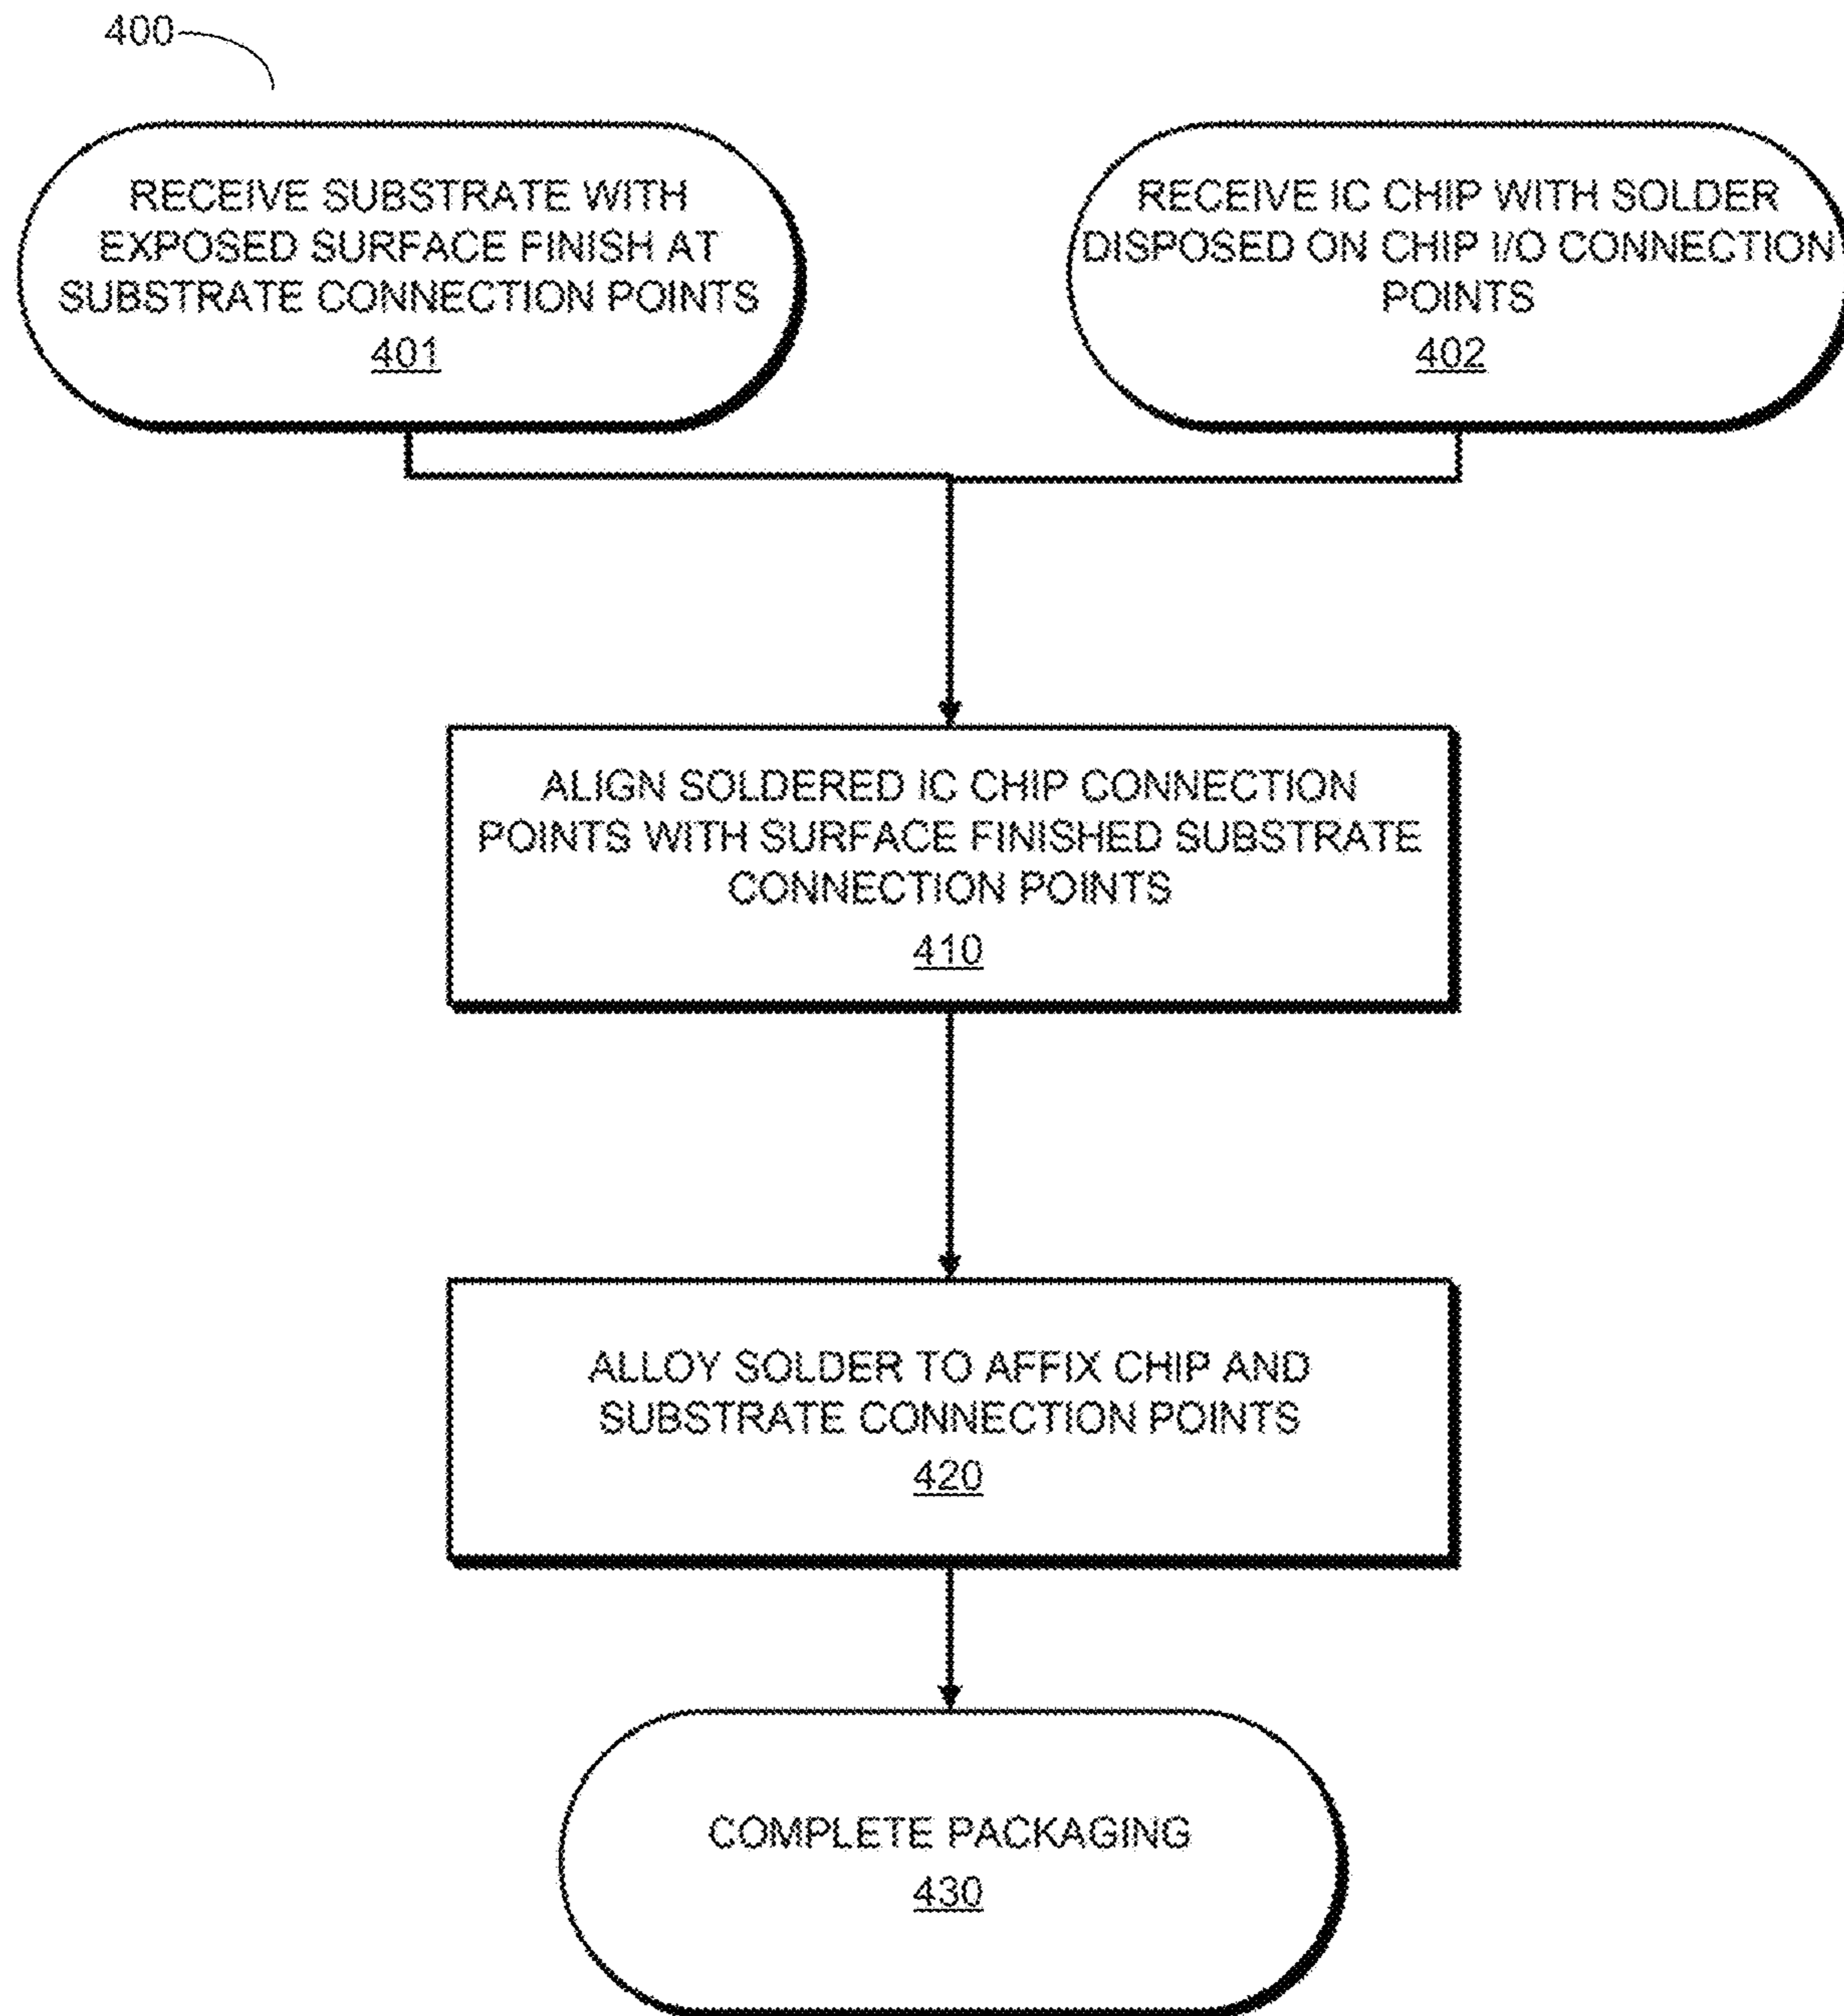 400
RECEIVE SUBSTRATE WITH
EXPOSED SURFACE FINISH AT
SUBSTRATE CONNECTION POINTS
401
RECEIVE IC CHIP WITH SOLDER
DISPOSED ON CHIP I/O CONNECTION
POINTS
402
ALIGN SOLDERED IC CHIP CONNECTION
POINTS WITH SURFACE FINISHED SUBSTRATE
CONNECTION POINTS
410
ALLOY SOLDER TO AFFIX CHIP AND
SUBSTRATE CONNECTION POINTS
420
COMPLETE PACKAGING
430